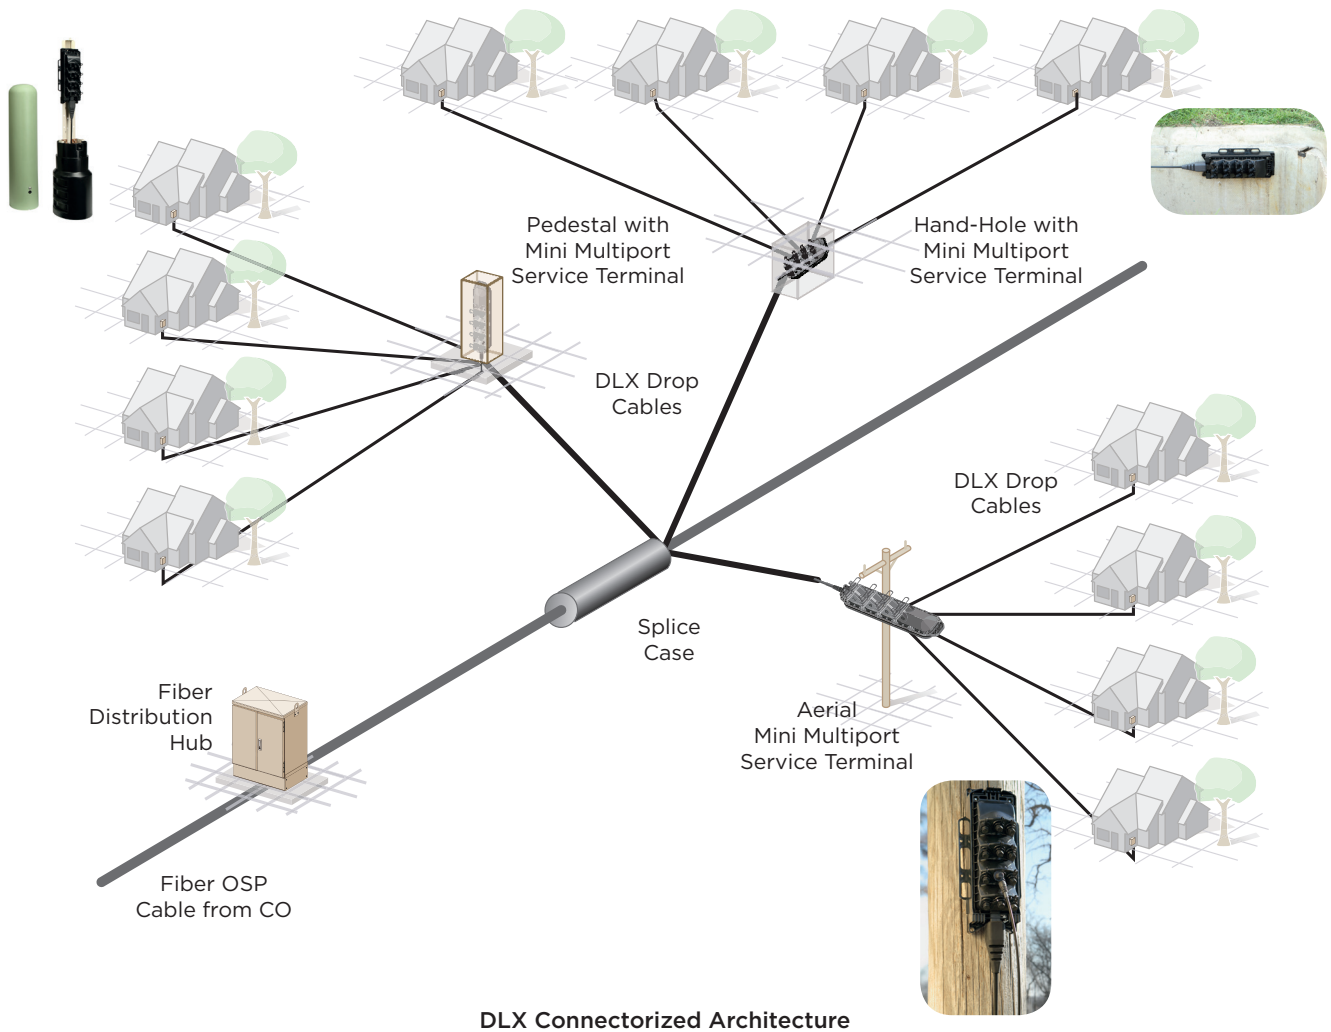 Pedestal with
Mini Multiport
Service Terminal
Hand-Hole with
Mini Multiport
Service Terminal
DLX Drop
Cables
DLX Drop
Cables
Splice
Case
Fiber
Distribution
Hub
Aerial
Mini Multiport
Service Terminal
Fiber OSP
Cable from CO
DLX Connectorized Architecture